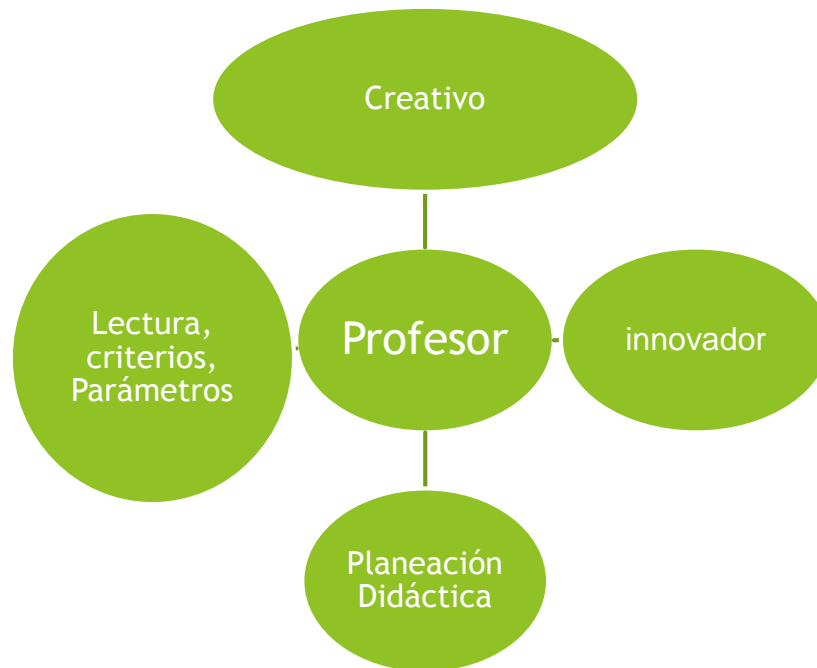 Creativo
Lectura,
criterios,
Parámetros
Profesor
innovador
Planeación
Didáctica